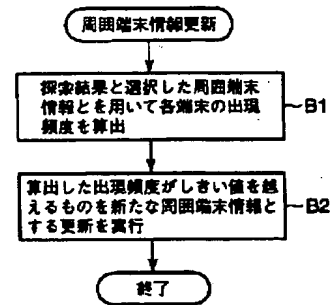 周囲端末情報更新
探索結果と選択した周囲端末
情報とを用いて各端末の出現
頻度を算出
B1
算出した出現頻度がしきい値を越
えるものを新たな周囲端末情報と
する更新を実行
B2
終了